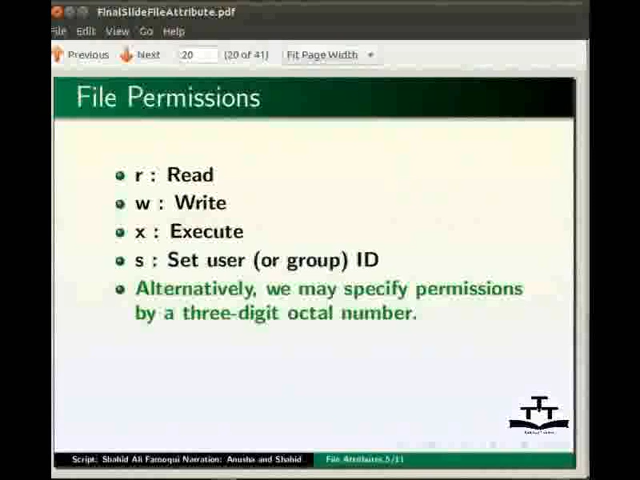 FinalSlideFileAttribute.pdf
File Edit View Go Help
Previous Next 20 (20 of 41) Fit Page Width
File Permissions
r : Read
w : Write
x : Execute
s : Set user (or group) ID
Alternatively, we may specify permissions
by a three-digit octal number.
Script: Shahid Ali Farooqui Narration: Anusha and Shahid File Attributes 5/11